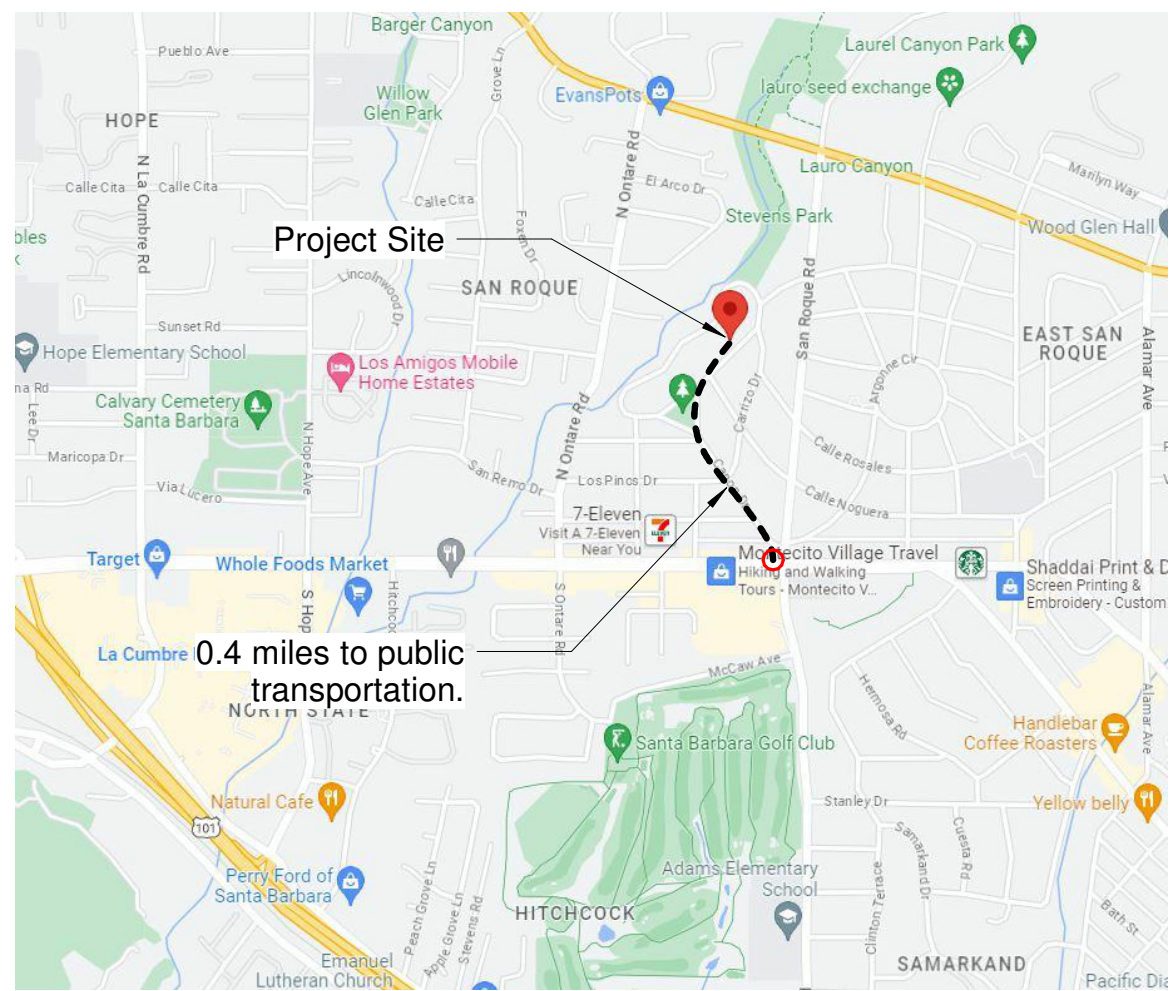 Barger Canyon
Pueblo Ave
Grove Ln
Laurel Canyon Park
lauro seed exchange
EvansPots
Willow
Glen Park
HOPE
N La Cumbre Rd
Calle Cita
Calle Cita
Calle Cita
N Ontare Rd
El Arco Dr
Lauro Canyon
Marilyn Way
Foxen Dr
Stevens Park
Wood Glen Hall
Project Site
Lincolnwood Dr
SAN ROQUE
San Roque Rd
Sunset Rd
EAST SAN
ROQUE
Alamar Ave
Hope Elementary School
Los Amigos Mobile
Home Estates
Argonne Cir
Carrizo Dr
Lee Dr
Calvary Cemetery
Santa Barbara
N Hope Ave
N Ontare Rd
Maricopa Dr
Calle Rosales
San Remo Dr
Via Lucero
Los Pinos Dr
Calle Noguera
7-Eleven
Visit A 7-Eleven
Near You
ELEVEN
Target
Whole Foods Market
Montecito Village Travel
Hiking and Walking
Tours - Montecito V...
Shaddai Print & D
Screen Printing &
Embroidery - Custom
S Hop
Hitchcoc
S Ontare Rd
La Cumbre
0.4 miles to public
transportation.
McCaw Ave
NORTH STATE
Hermosa Rd
Alamar Ave
Santa Barbara Golf Club
Handlebar
Coffee Roasters
Natural Cafe
Stanley Dr
Yellow belly
101
Samarkand Dr
Cuesta Rd
Perry Ford of
Santa Barbara
Adams Elementary
School
Peach Grove Ln
Apple Grove Ln
Stevens Rd
HITCHCOCK
Clinton Terrace
Bath St
Emanuel
Lutheran Church
SAMARKAND
Pacific Dia